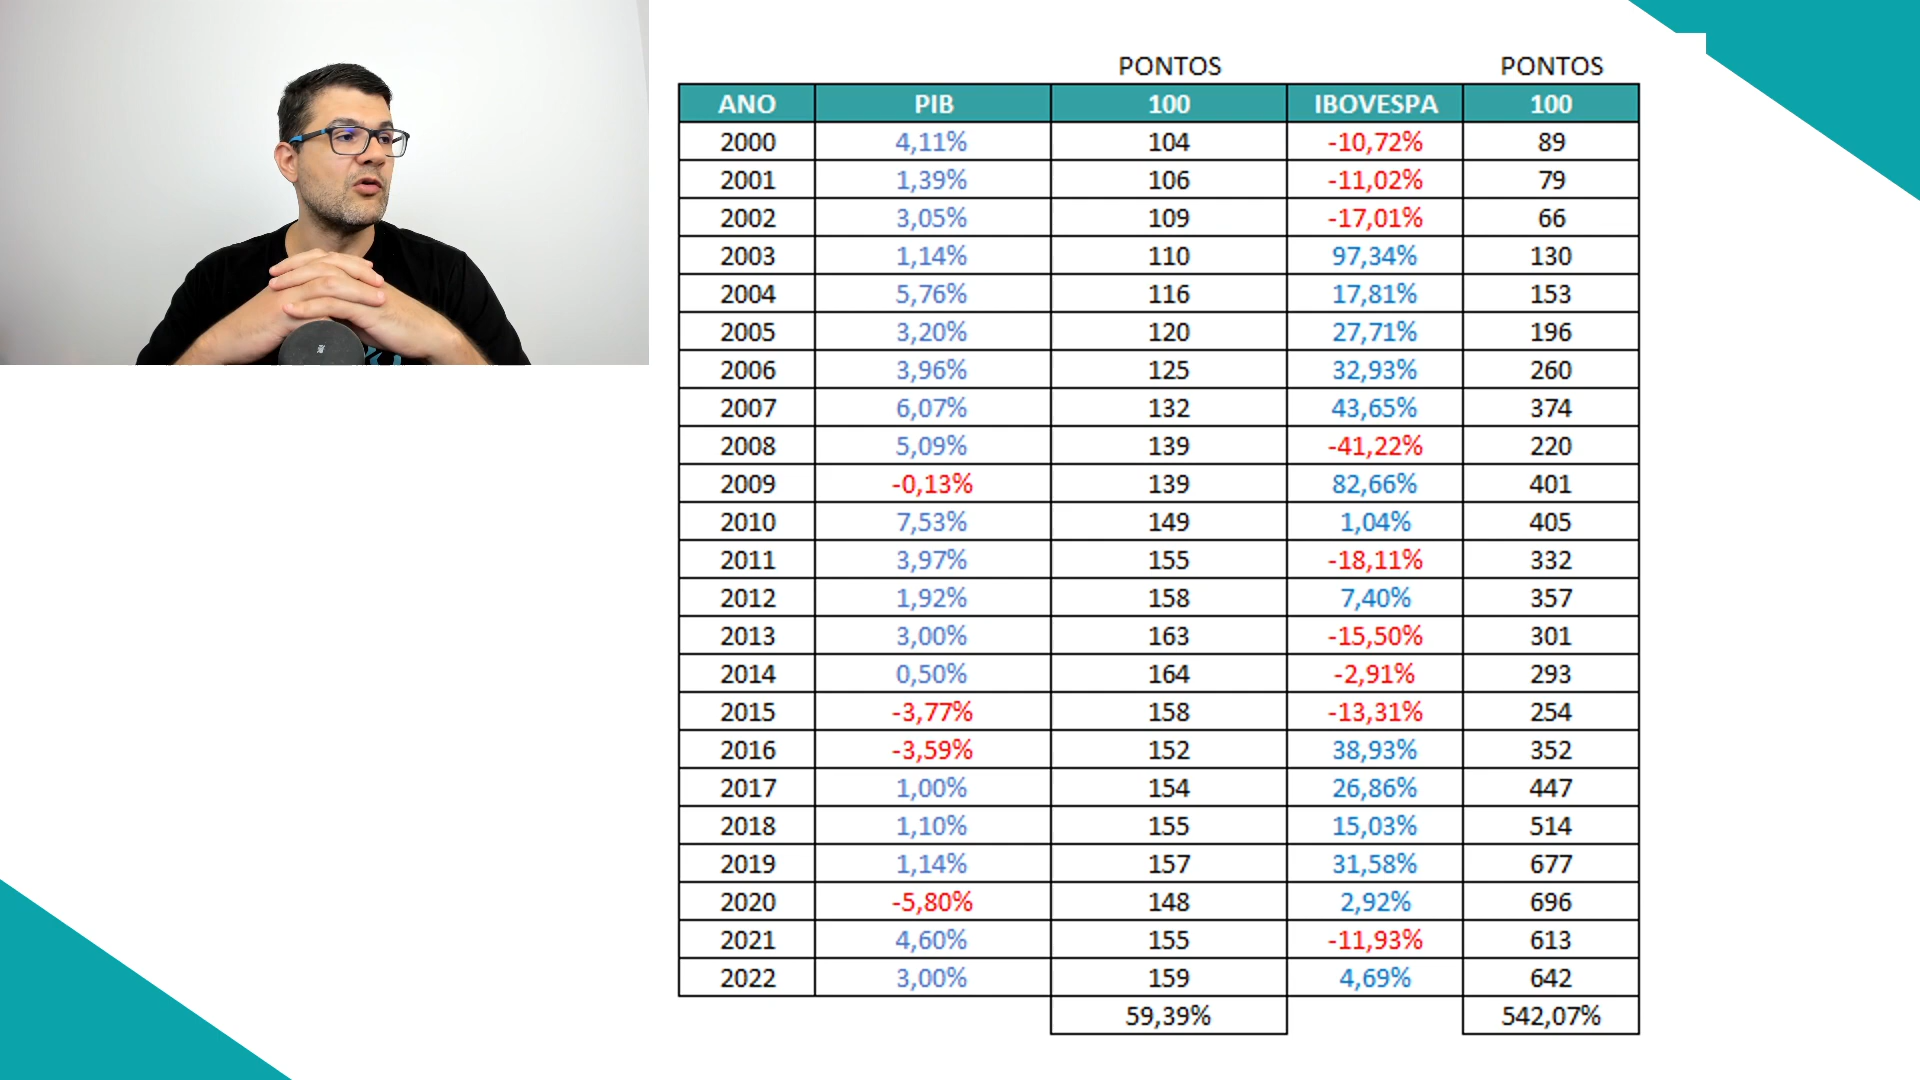 PONTOS PONTOS
ANO PIB 100 IBOVESPA 100
2000 4,11% 104 -10,72% 89
2001 1,39% 106 -11,02% 79
2002 3,05% 109 -17,01% 66
2003 1,14% 110 97,34% 130
2004 5,76% 116 17,81% 153
2005 3,20% 120 27,71% 196
2006 3,96% 125 32,93% 260
2007 6,07% 132 43,65% 374
2008 5,09% 139 -41,22% 220
2009 -0,13% 139 82,66% 401
2010 7,53% 149 1,04% 405
2011 3,97% 155 -18,11% 332
2012 1,92% 158 7,40% 357
2013 3,00% 163 -15,50% 301
2014 0,50% 164 -2,91% 293
2015 -3,77% 158 -13,31% 254
2016 -3,59% 152 38,93% 352
2017 1,00% 154 26,86% 447
2018 1,10% 155 15,03% 514
2019 1,14% 157 31,58% 677
2020 -5,80% 148 2,92% 696
2021 4,60% 155 -11,93% 613
2022 3,00% 159 4,69% 642
59,39% 542,07%